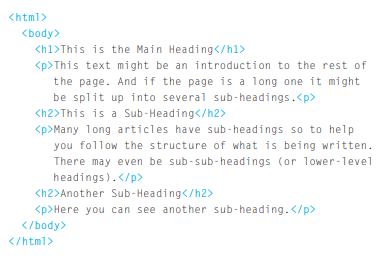 <html>
<body>
<h1>This is the Main Heading</h1>
<p>This text might be an introduction to the rest of
the page. And if the page is a long one it might
be split up into several sub-headings.<p>
<h2>This is a Sub-Heading</h2>
<p>Many long articles have sub-headings so to help
you follow the structure of what is being written.
There may even be sub-sub-headings (or lower-level
headings).</p>
<h2>Another Sub-Heading</h2>
<p>Here you can see another sub-heading.</p>
</body>
</html>